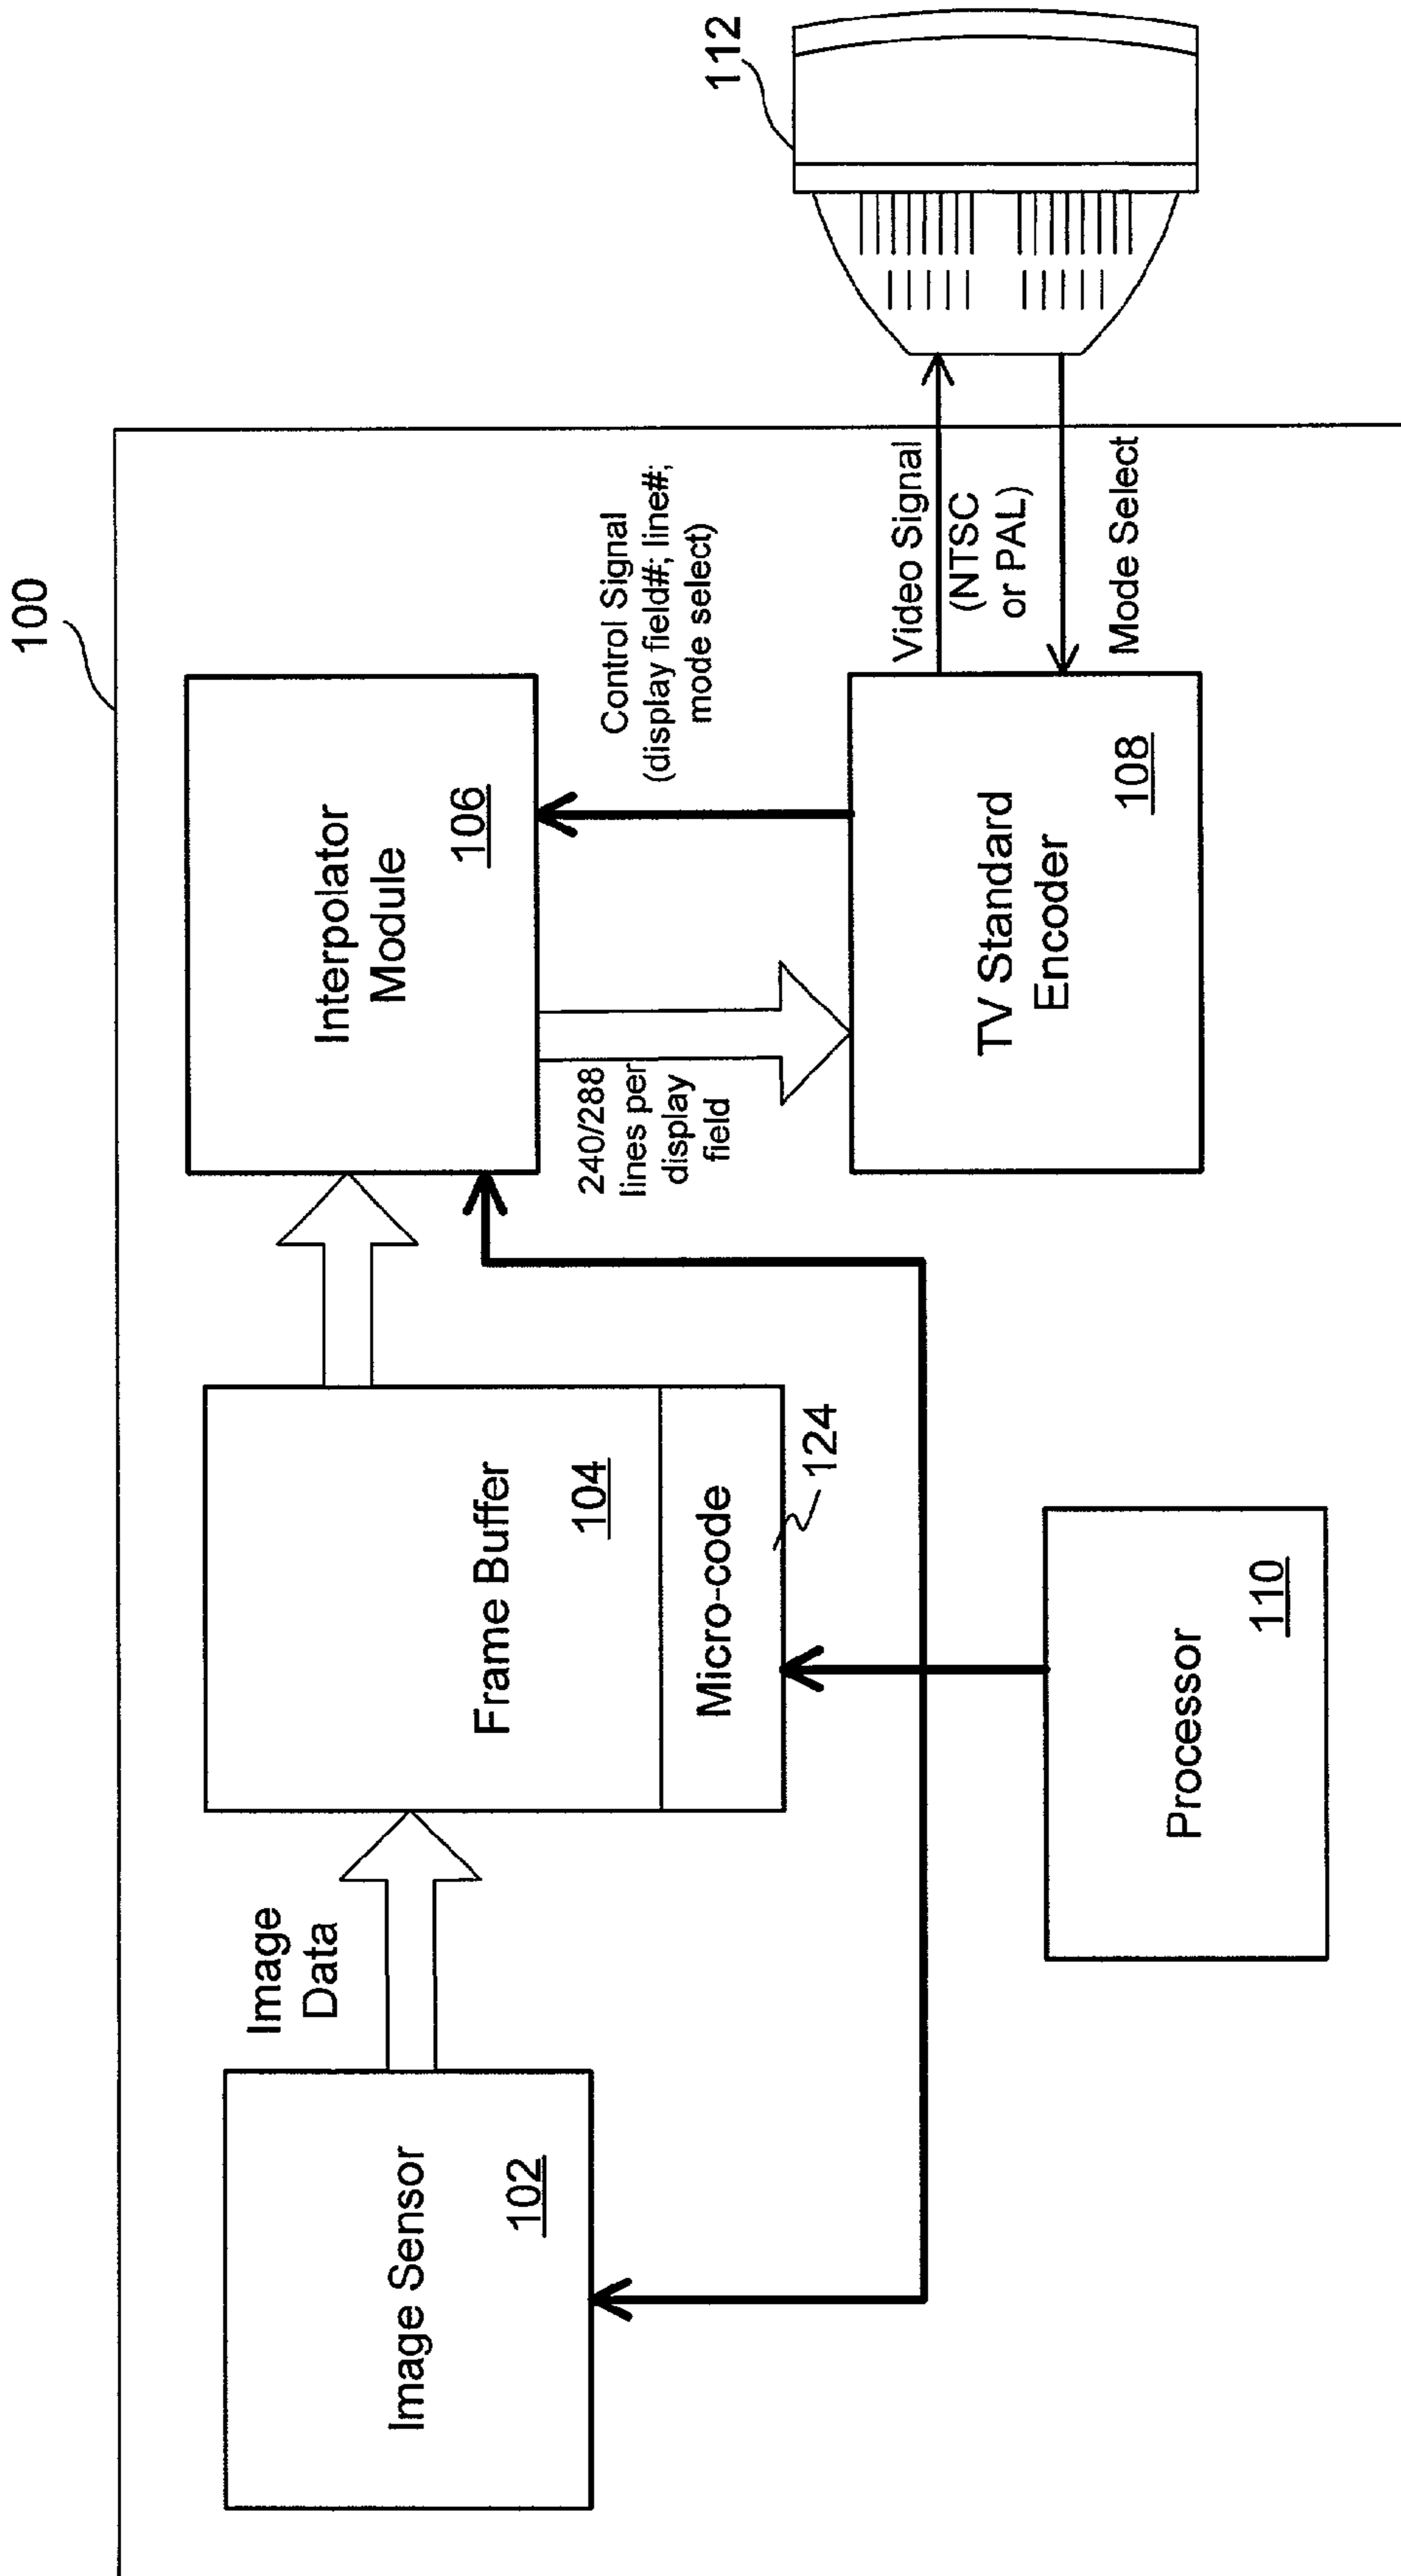 100
Image Sensor
102
Image
Data
Frame Buffer
104
Micro-code
124
Interpolator
Module
106
240/288
lines per
display
field
Control Signal
(display field#; line#;
mode select)
TV Standard
Encoder
108
Video Signal
(NTSC
or PAL)
Mode Select
112
Processor
110